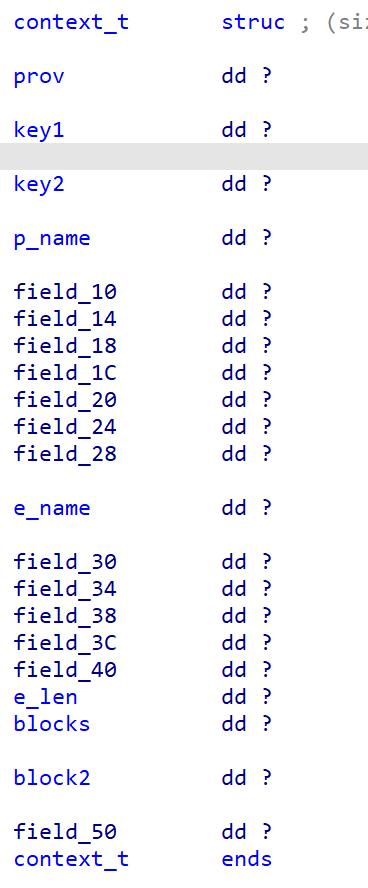 context_t struc ; (siz
prov dd ?
key1 dd ?
key2 dd ?
p_name dd ?
field_10 dd ?
field_14 dd ?
field_18 dd ?
field_1C dd ?
field_20 dd ?
field_24 dd ?
field_28 dd ?
e_name dd ?
field_30 dd ?
field_34 dd ?
field_38 dd ?
field_3C dd ?
field_40 dd ?
e_len dd ?
blocks dd ?
block2 dd ?
field_50 dd ?
context_t ends